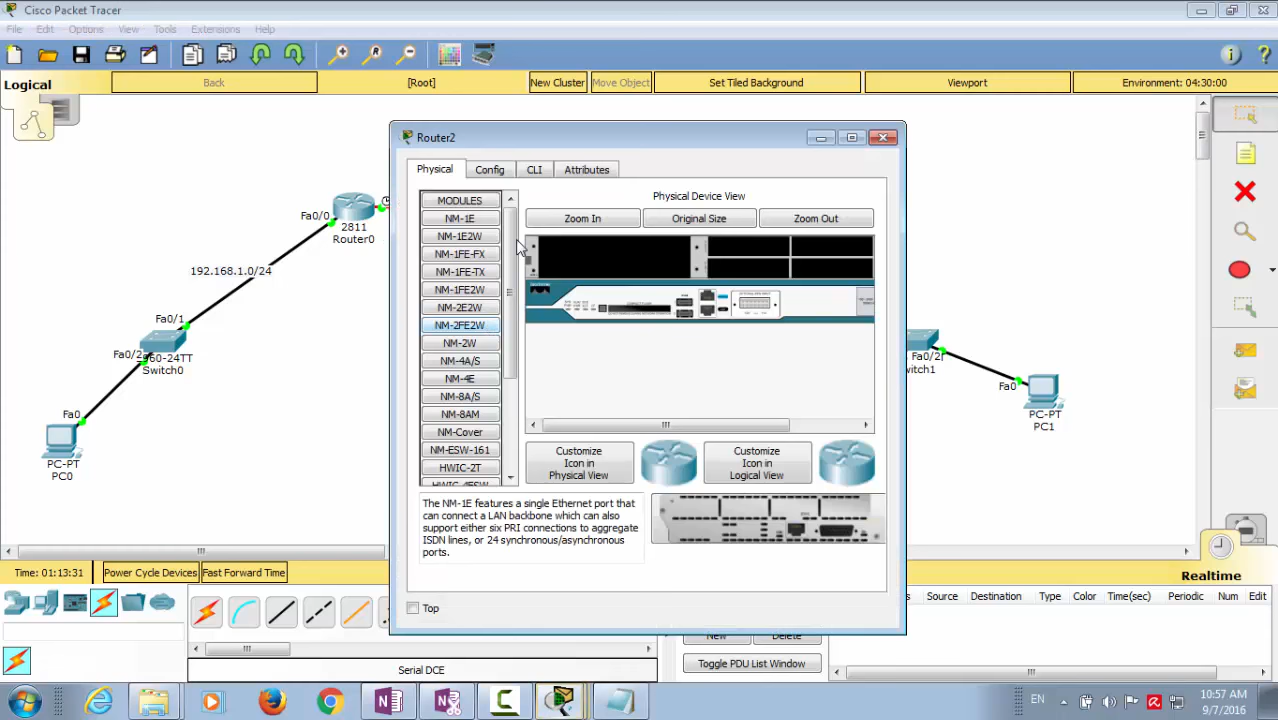 Cisco Packet Tracer
File Edit Options View Tools Extensions Help
Logical
Back
[Root]
New Cluster
Move Object
Set Tiled Background
Viewport
Environment: 04:30:00
Router2
Physical Config CLI Attributes
MODULES
NM-1E
NM-1E2W
NM-1FE-FX
NM-1FE-TX
NM-1FE2W
NM-2E2W
NM-2FE2W
NM-2W
NM-4A/S
NM-4E
NM-8A/S
NM-8AM
NM-Cover
NM-ESW-161
HWIC-2T
HWIC-4ESW
Physical Device View
Zoom In
Original Size
Zoom Out
Customize
Icon in
Physical View
Customize
Icon in
Logical View
The NM-1E features a single Ethernet port that
can connect a LAN backbone which can also
support either six PRI connections to aggregate
ISDN lines, or 24 synchronous/asynchronous
ports.
Top
Fa0/0
2811
Router0
192.168.1.0/24
Fa0/1
Fa0/2
960-24TT
Switch0
Fa0
PC-PT
PC0
Fa0/2
witch1
Fa0
PC-PT
PC1
Time: 01:13:31
Power Cycle Devices
Fast Forward Time
Realtime
Serial DCE
New
Delete
Toggle PDU List Window
Source Destination Type Color Time(sec) Periodic Num Edit
EN
10:57 AM
9/7/2016